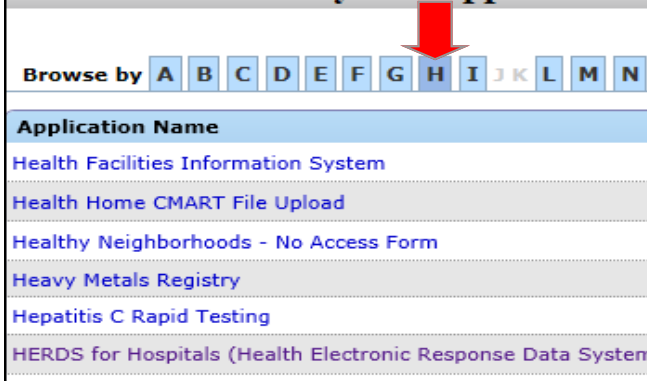 Browse by A B C D E F G H I J K L M N
Application Name
Health Facilities Information System
Health Home CMART File Upload
Healthy Neighborhoods - No Access Form
Heavy Metals Registry
Hepatitis C Rapid Testing
HERDS for Hospitals (Health Electronic Response Data System